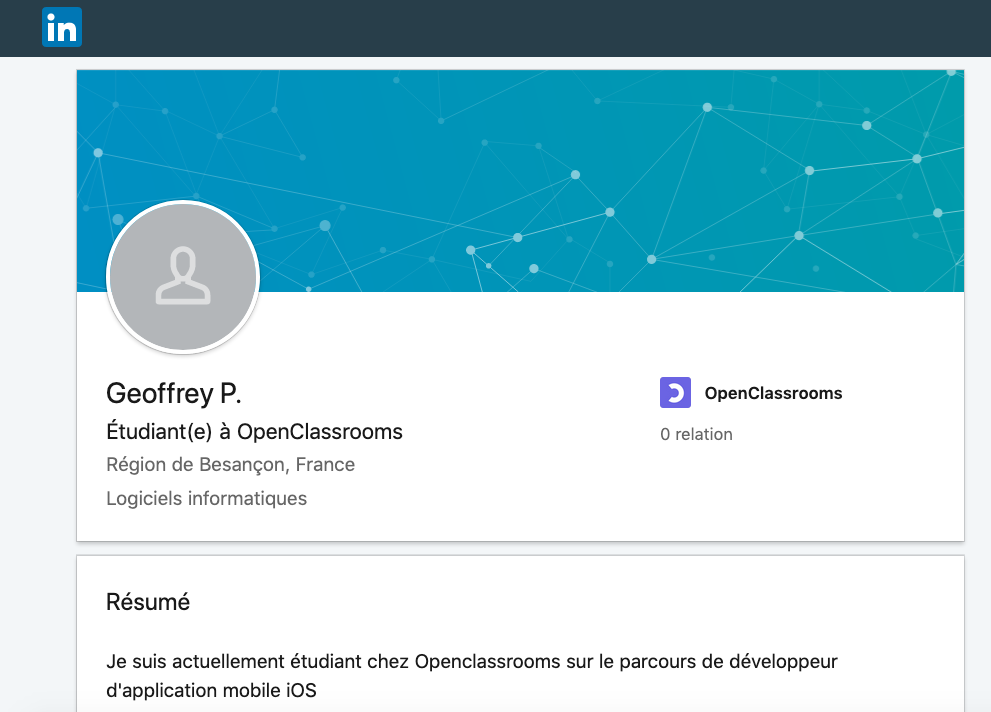 in
Geoffrey P.
Étudiant(e) à OpenClassrooms
Région de Besançon, France
Logiciels informatiques
OpenClassrooms
0 relation
Résumé
Je suis actuellement étudiant chez Openclassrooms sur le parcours de développeur
d'application mobile iOS